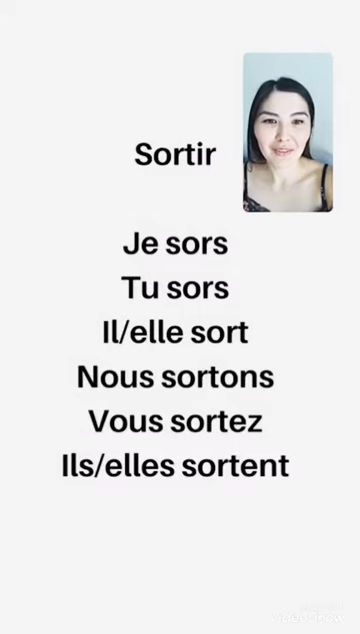 Sortir
Je sors
Tu sors
Il/elle sort
Nous sortons
Vous sortez
Ils/elles sortent